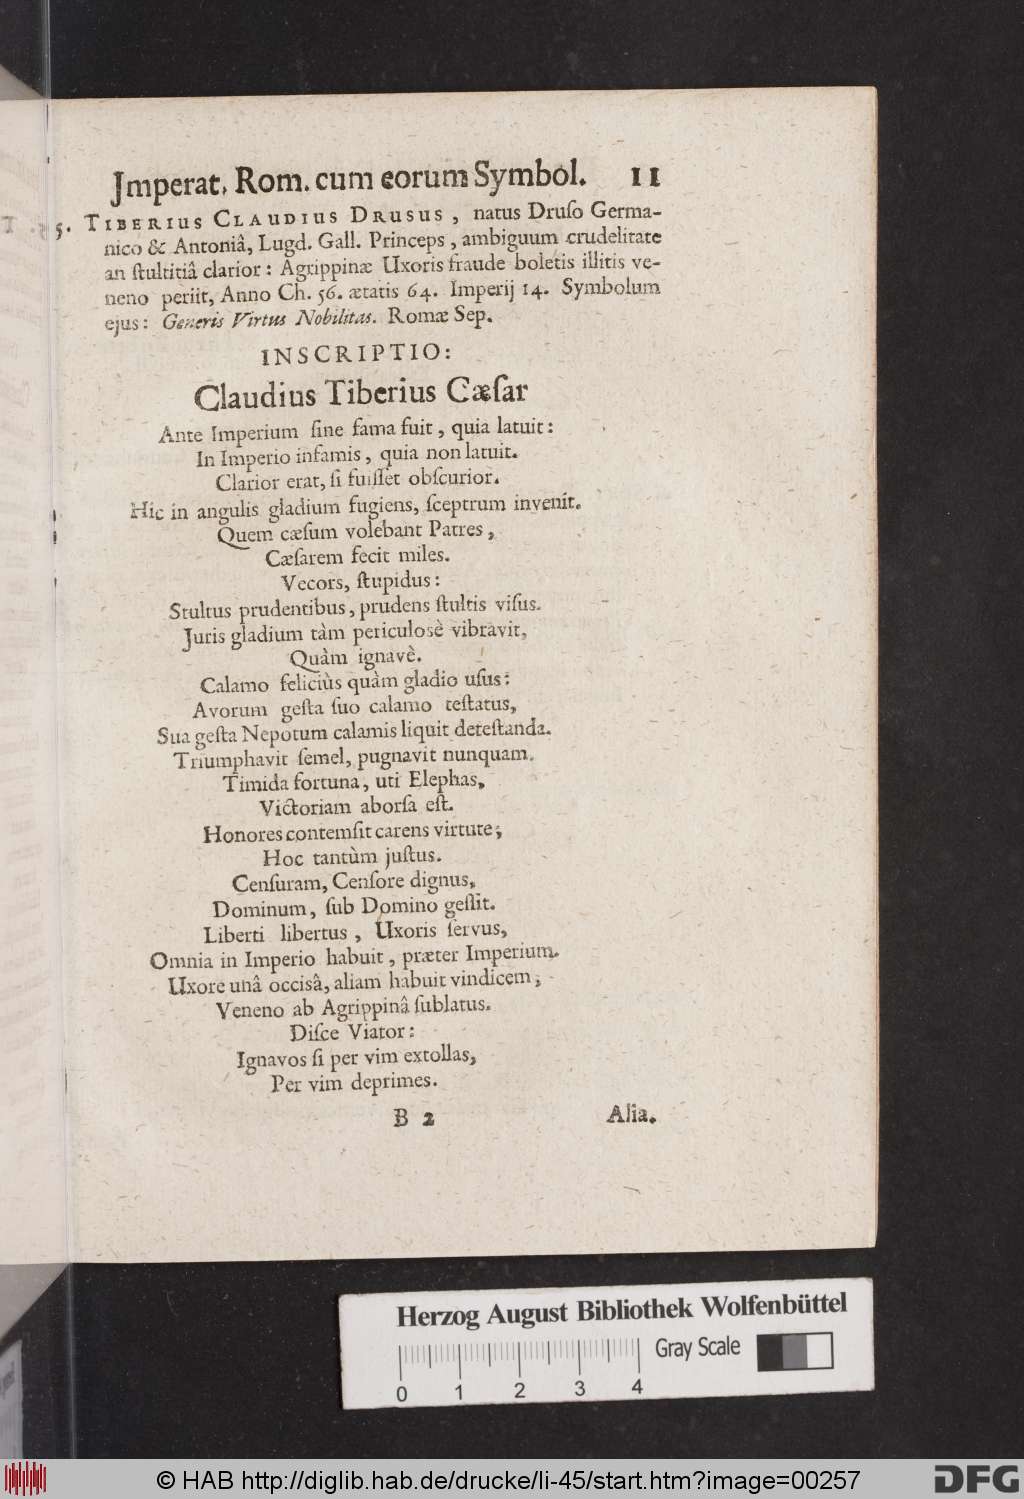 Jmperat. Rom. cum eorum Symbol. 11
5. TIBERIUS CLAUDIUS DRUSUS, natus Druſo Germa-
nico & Antoniâ, Lugd. Gall. Princeps, ambiguum crudelitate
an ſtultitiâ clarior: Agrippinæ Uxoris fraude boletis illitis ve-
neno periit, Anno Ch. 56. ætatis 64. Imperij 14. Symbolum
ejus: Generis Virtus Nobilitas. Romæ Sep.
INSCRIPTIO:
Claudius Tiberius Cæſar
Ante Imperium ſine fama fuit, quia latuit:
In Imperio infamis, quia non latuit.
Clarior erat, ſi fuiſſet obſcurior.
Hic in angulis gladium fugiens, ſceptrum invenit.
Quem cæſum volebant Patres,
Cæſarem fecit miles.
Vecors, ſtupidus:
Stultus prudentibus, prudens ſtultis viſus.
Juris gladium tàm periculosè vibravit,
Quàm ignavè.
Calamo feliciùs quàm gladio uſus:
Avorum geſta ſuo calamo teſtatus,
Sua geſta Nepotum calamis liquit deteſtanda.
Triumphavit ſemel, pugnavit nunquam.
Timida fortuna, uti Elephas,
Victoriam aborſa eſt.
Honores contemſit carens virtute;
Hoc tantùm juſtus.
Cenſuram, Cenſore dignus,
Dominum, ſub Domino geſſit.
Liberti libertus, Uxoris ſervus,
Omnia in Imperio habuit, præter Imperium.
Uxore unâ occisâ, aliam habuit vindicem;
Veneno ab Agrippinâ ſublatus.
Diſce Viator:
Ignavos ſi per vim extollas,
Per vim deprimes.
B 2 Alia.
Herzog August Bibliothek Wolfenbüttel
Gray Scale
0 1 2 3 4
© HAB http://diglib.hab.de/drucke/li-45/start.htm?image=00257
DFG